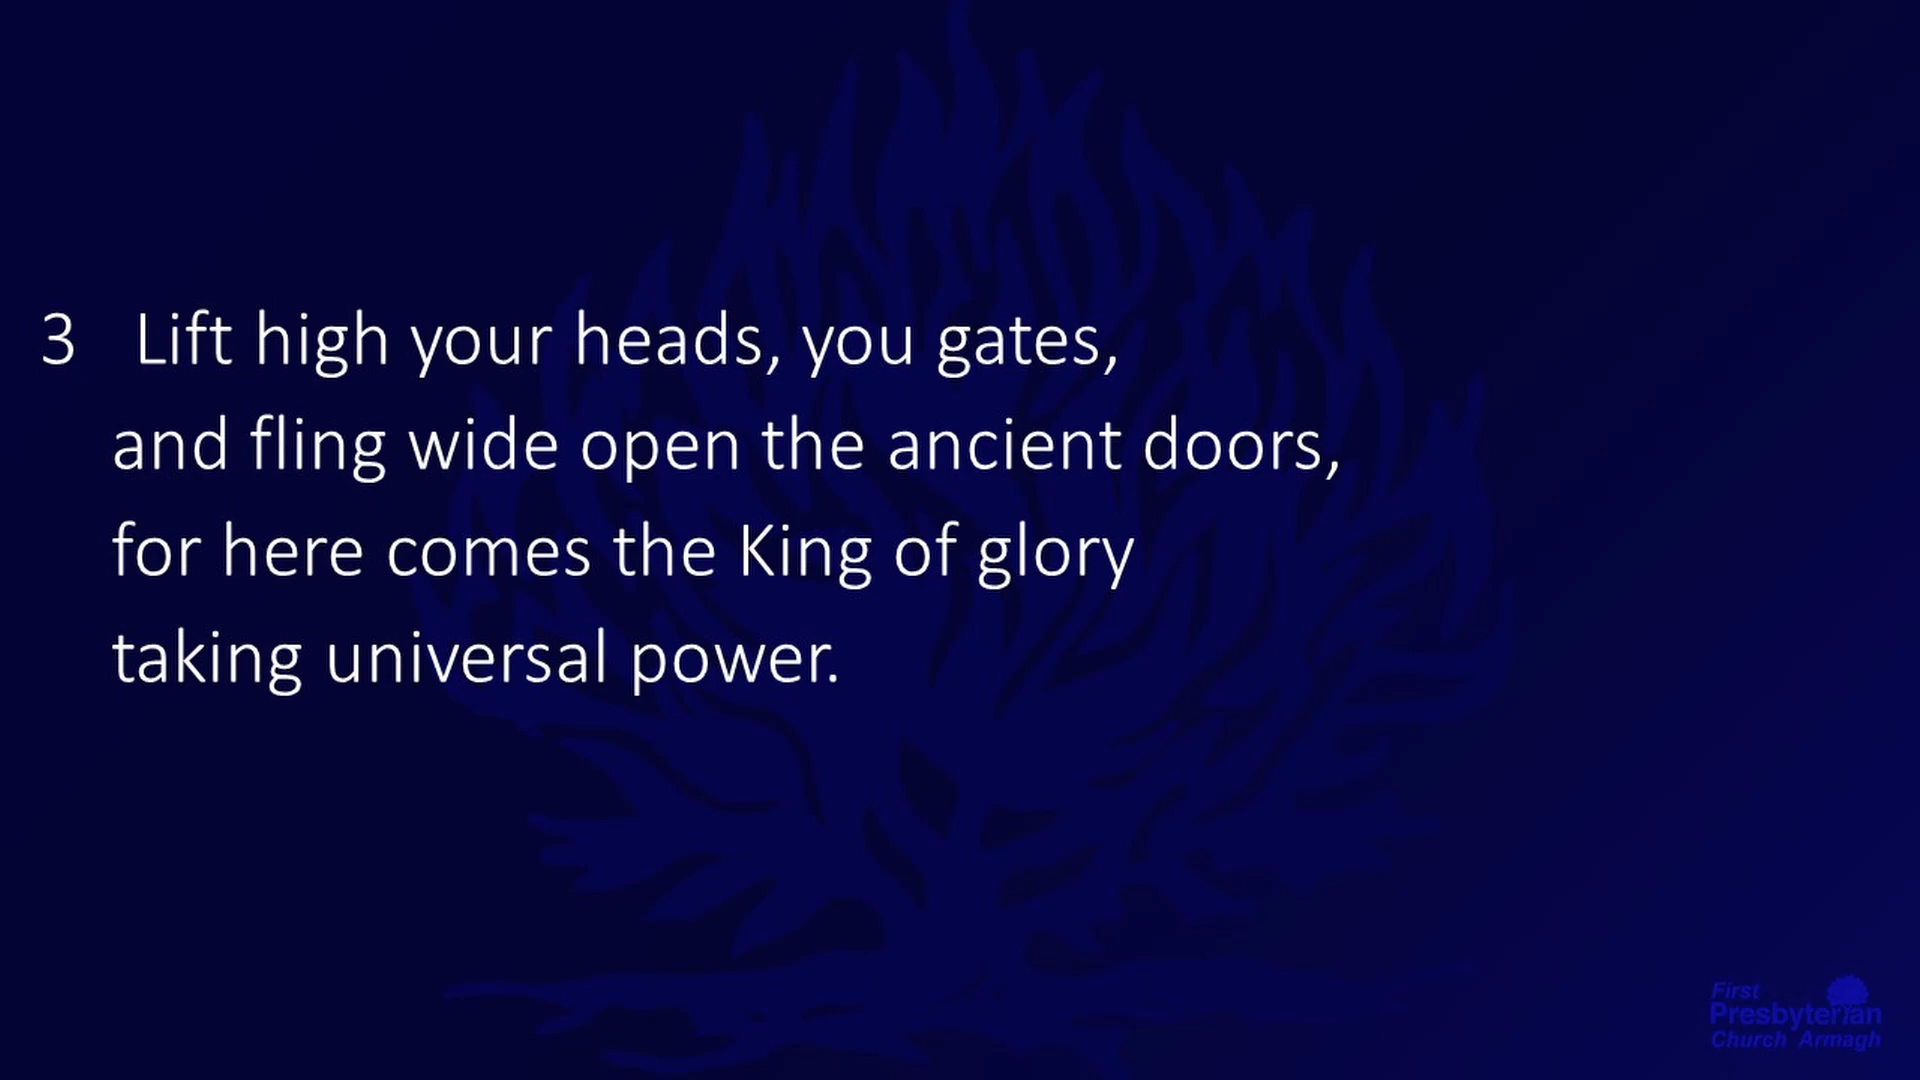 3 Lift high your heads, you gates,
and fling wide open the ancient doors,
for here comes the King of glory
taking universal power.
First
Presbyterian
Church Armagh